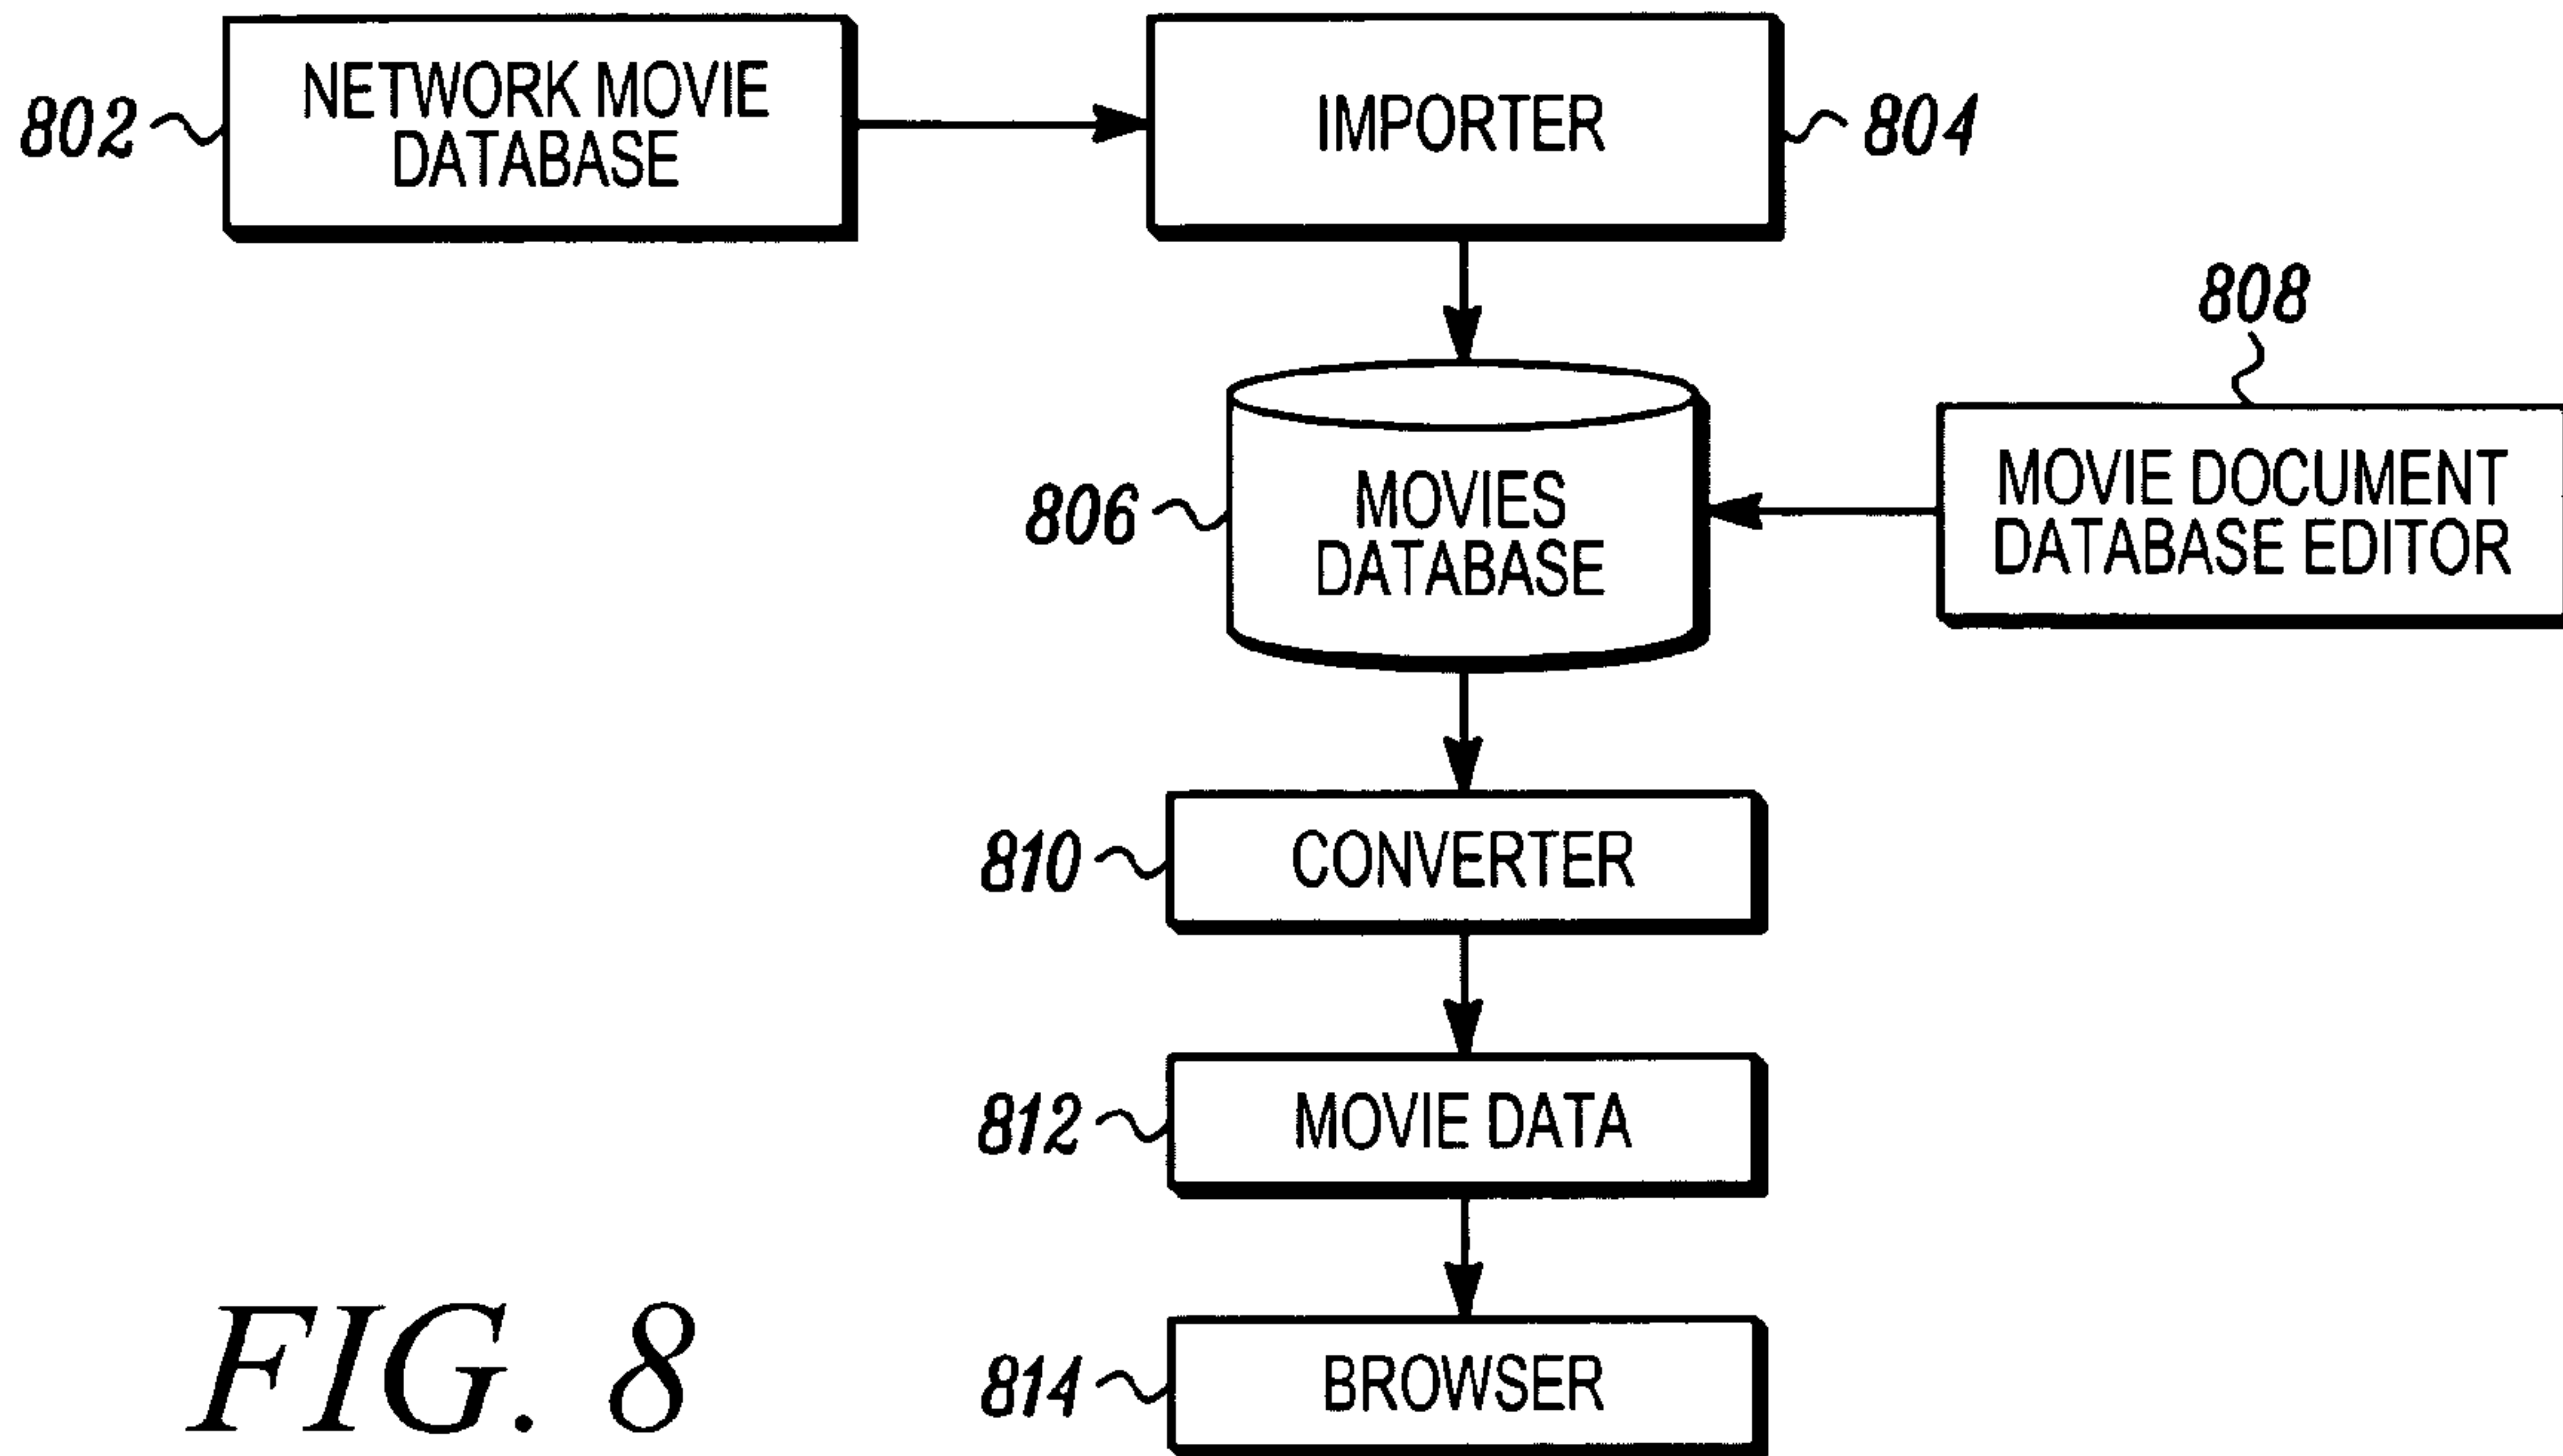 802
NETWORK MOVIE
DATABASE
IMPORTER
804
808
806
MOVIES
DATABASE
MOVIE DOCUMENT
DATABASE EDITOR
810
CONVERTER
812
MOVIE DATA
814
BROWSER
FIG. 8